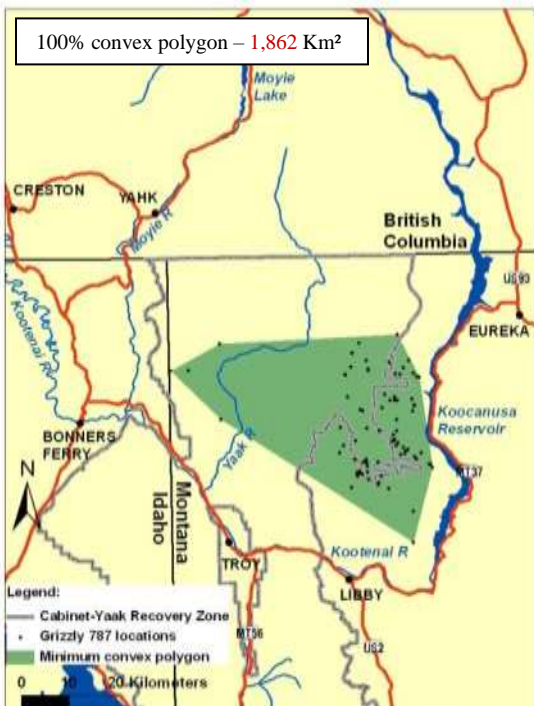 100% convex polygon – 1,862 Km²
Moyie
Lake
CRESTON
YAHK
Moyie R
British
Columbia
Kootenai R
US93
EUREKA
Koocanusa
Reservoir
BONNERS
FERRY
Yaak R
MT37
N
Montana
Idaho
TROY
Kootenai R
LIBBY
Legend:
Cabinet-Yaak Recovery Zone
Grizzly 787 locations
Minimum convex polygon
MT56
US2
0 10 20 Kilometers